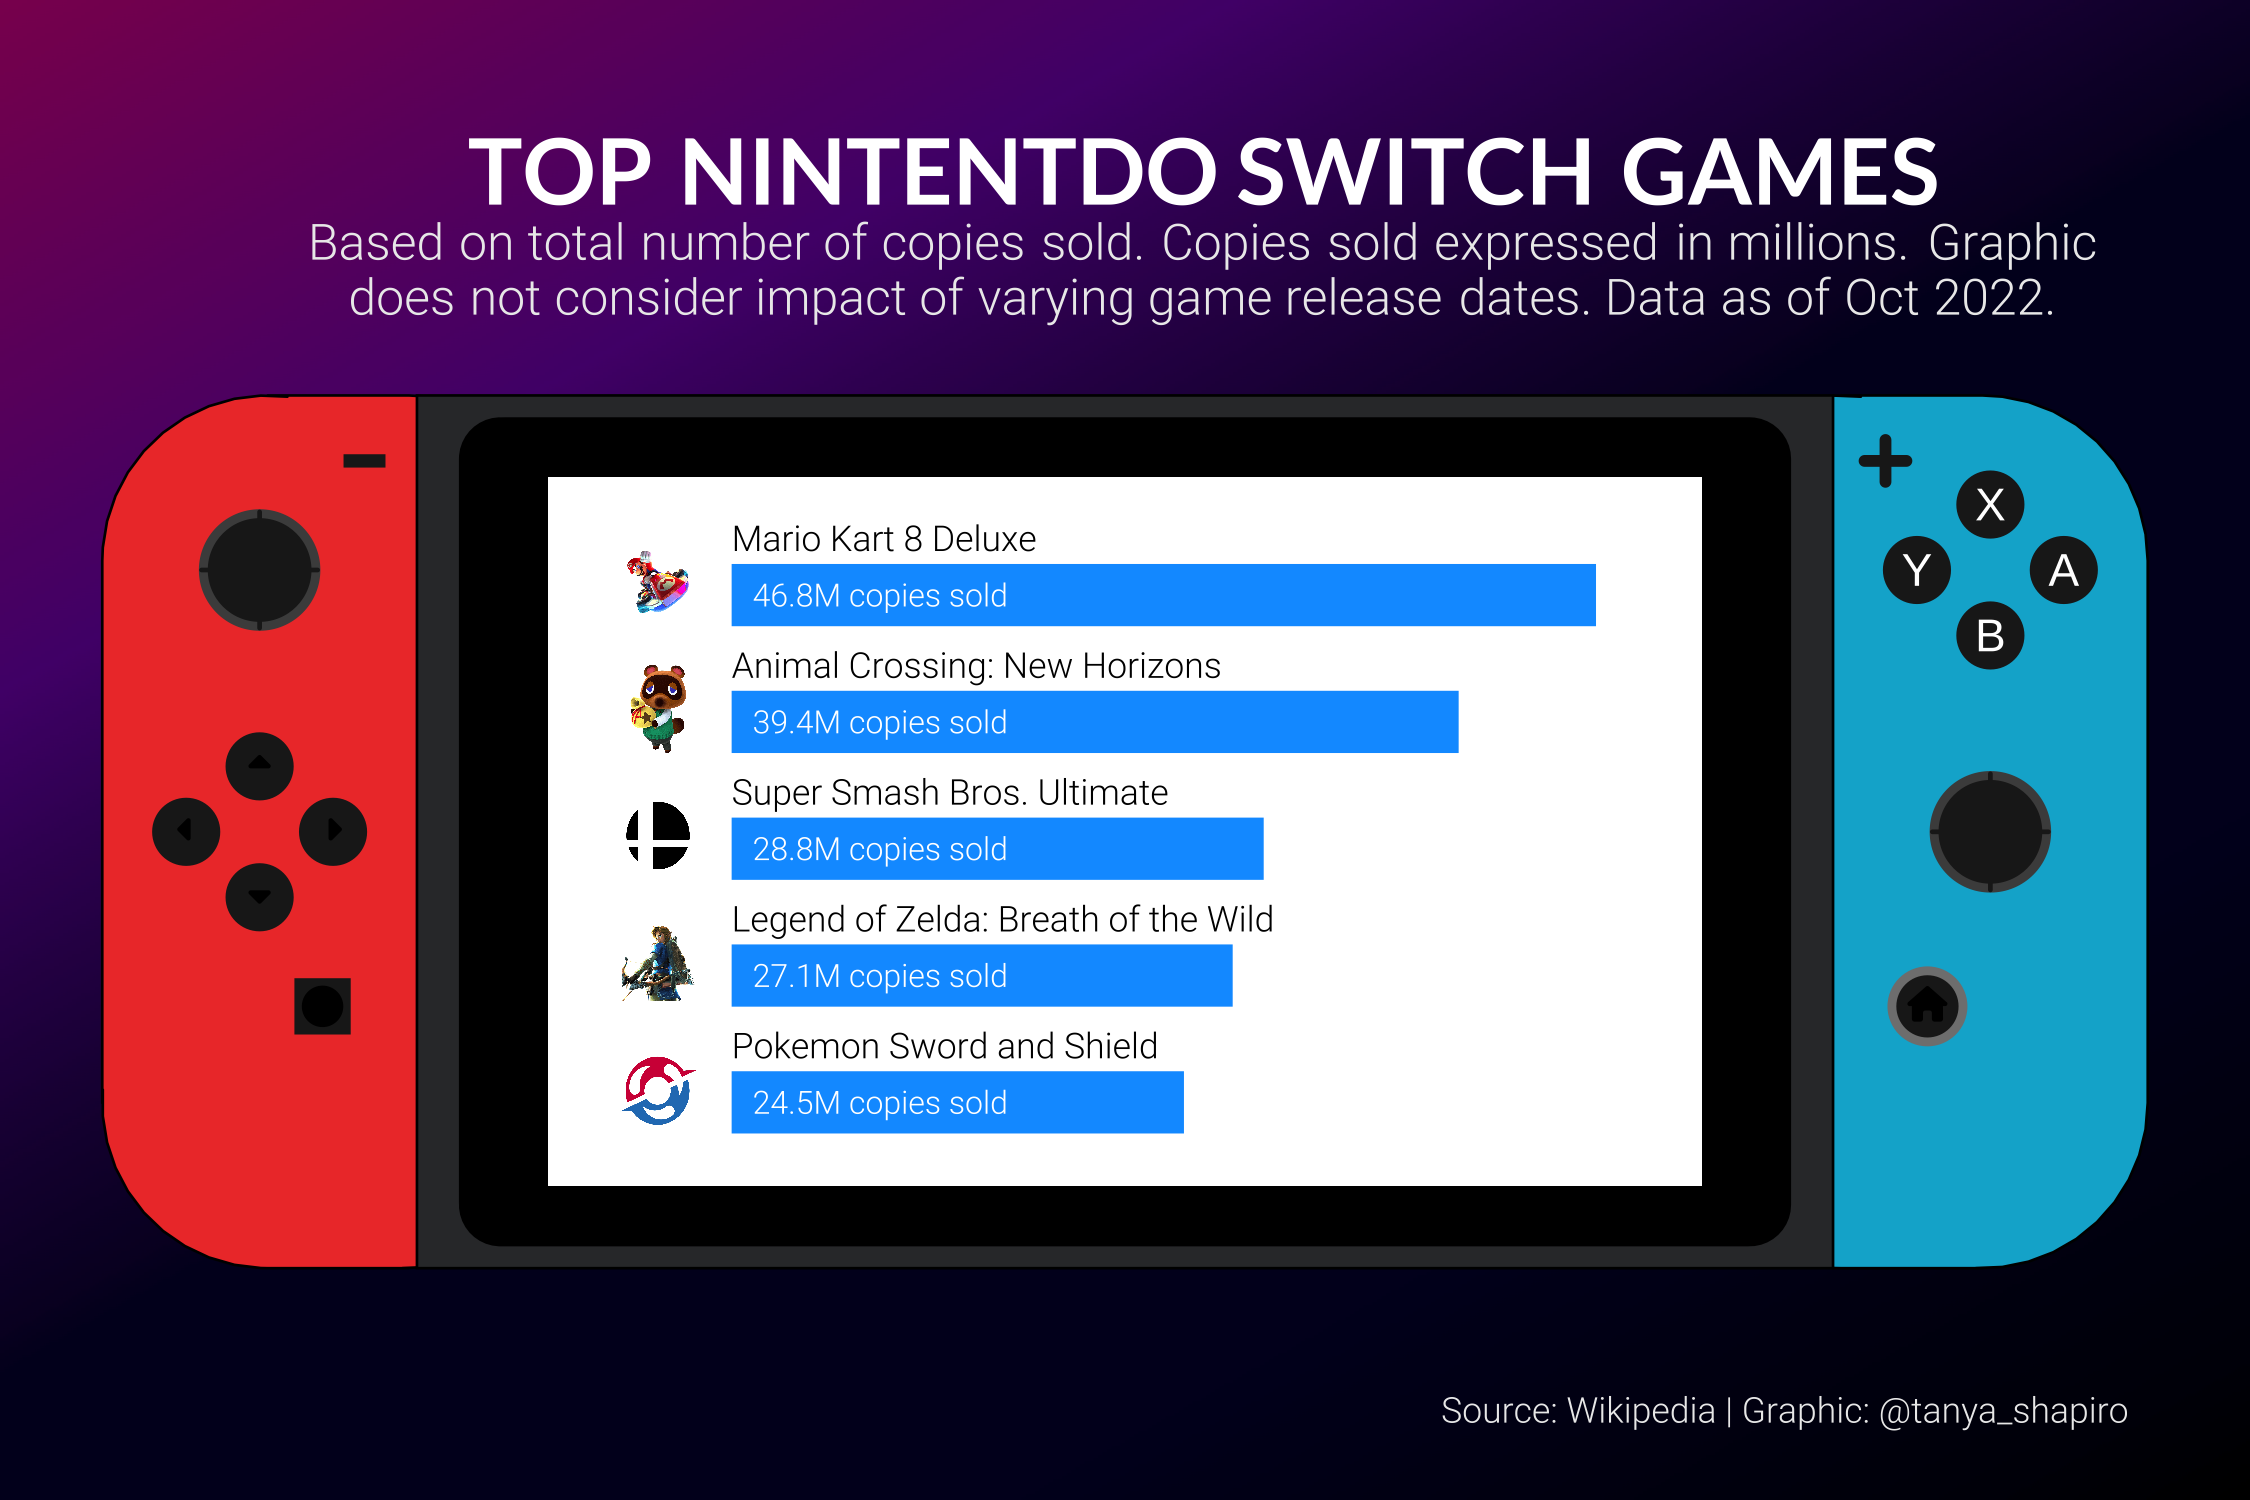 TOP NINTENTDO SWITCH GAMES
Based on total number of copies sold. Copies sold expressed in millions. Graphic
does not consider impact of varying game release dates. Data as of Oct 2022.
Mario Kart 8 Deluxe
46.8M copies sold
Animal Crossing: New Horizons
39.4M copies sold
Super Smash Bros. Ultimate
28.8M copies sold
Legend of Zelda: Breath of the Wild
27.1M copies sold
Pokemon Sword and Shield
24.5M copies sold
X
Y
A
B
Source: Wikipedia | Graphic: @tanya_shapiro